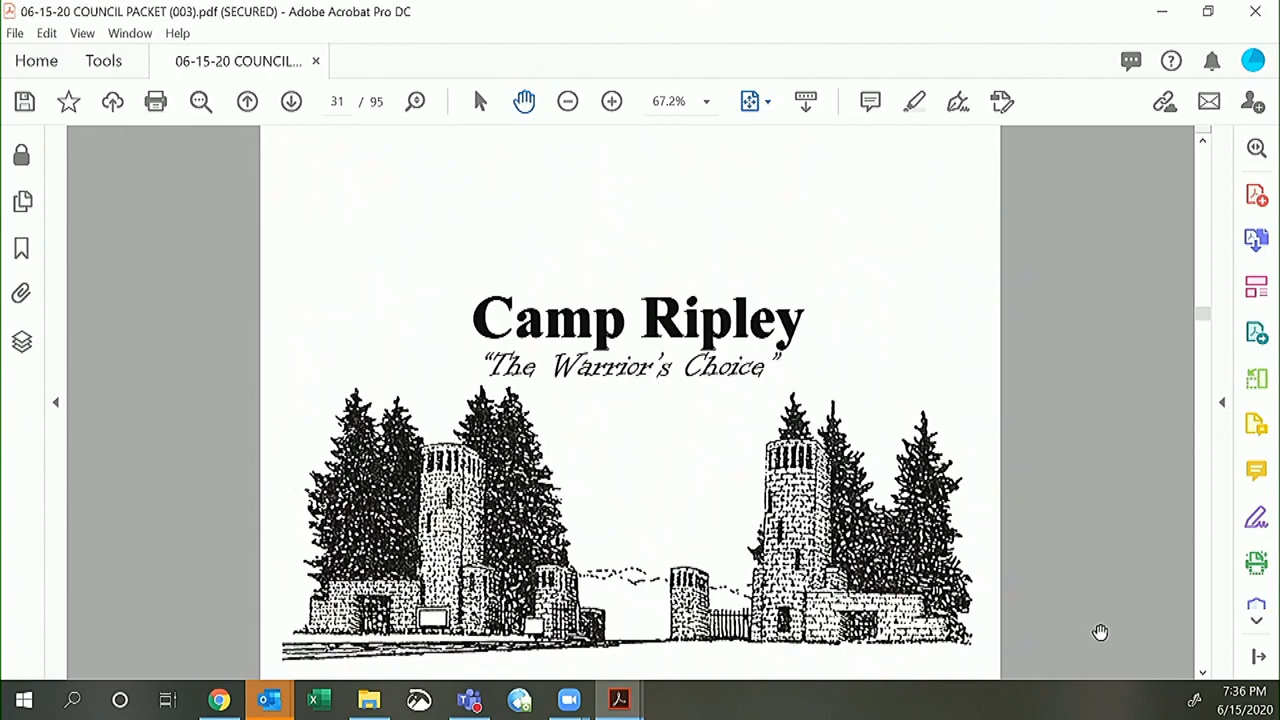 06-15-20 COUNCIL PACKET (003).pdf (SECURED) - Adobe Acrobat Pro DC
File Edit View Window Help
Home Tools 06-15-20 COUNCIL... ×
31 / 95 67.2%
Camp Ripley
“The Warrior’s Choice”
7:36 PM
6/15/2020